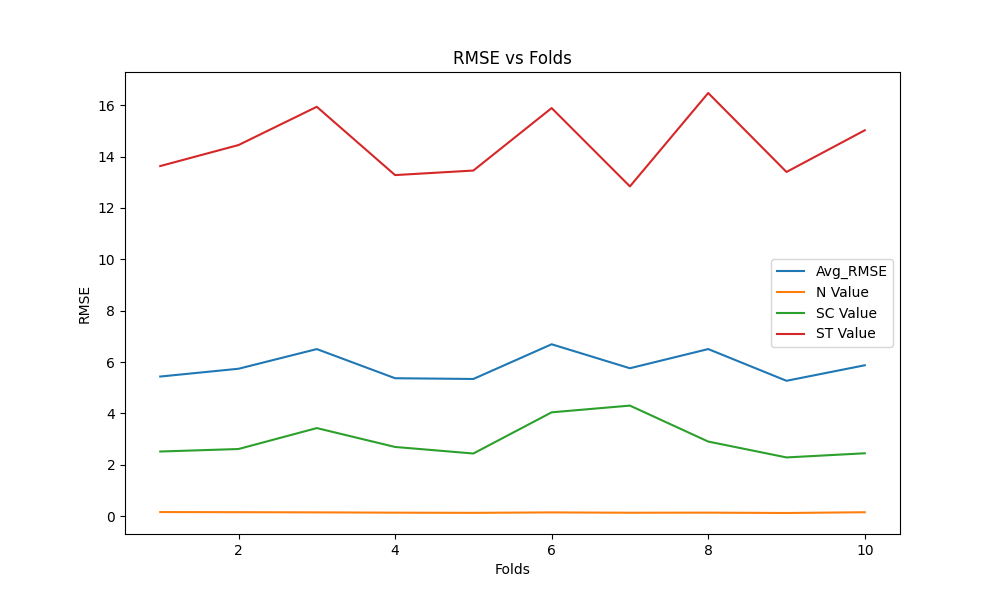 RMSE vs Folds
RMSE
16
14
12
10
8
6
4
2
0
Avg_RMSE
N Value
SC Value
ST Value
2 4 6 8 10
Folds